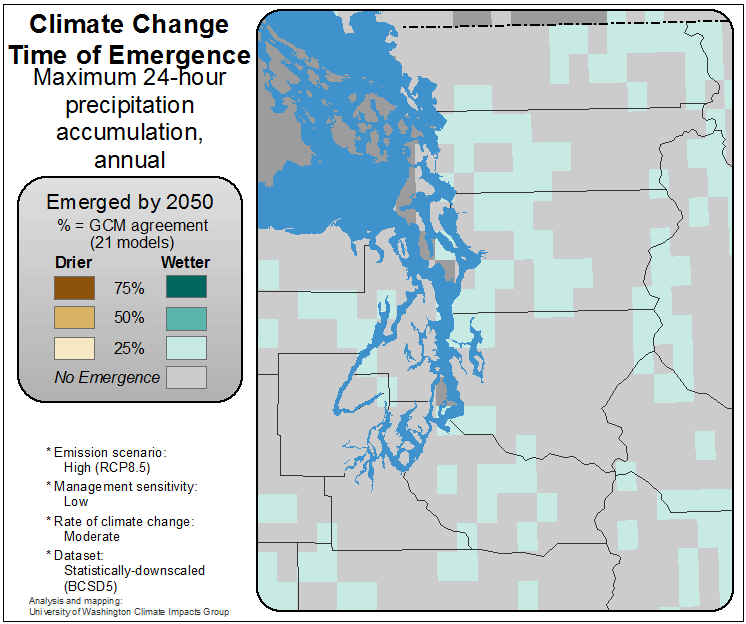 Climate Change
Time of Emergence
Maximum 24-hour
precipitation
accumulation,
annual
Emerged by 2050
% = GCM agreement
(21 models)
Drier Wetter
75%
50%
25%
No Emergence
* Emission scenario:
High (RCP8.5)
* Management sensitivity:
Low
* Rate of climate change:
Moderate
* Dataset:
Statistically-downscaled
(BCSD5)
Analysis and mapping:
University of Washington Climate Impacts Group